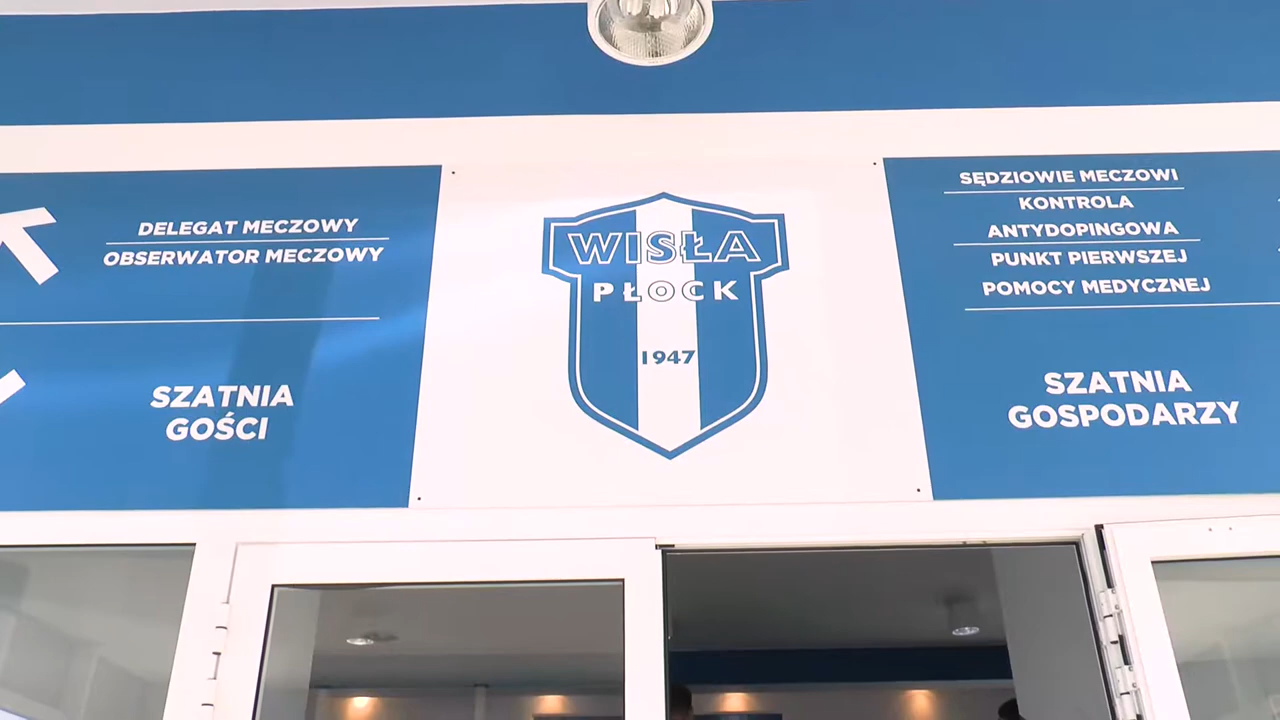 DELEGAT MECZOWY
OBSERWATOR MECZOWY
SZATNIA
GOŚCI
WISŁA
PŁOCK
1947
SĘDZIOWIE MECZOWI
KONTROLA
ANTYDOPINGOWA
PUNKT PIERWSZEJ
POMOCY MEDYCZNEJ
SZATNIA
GOSPODARZY